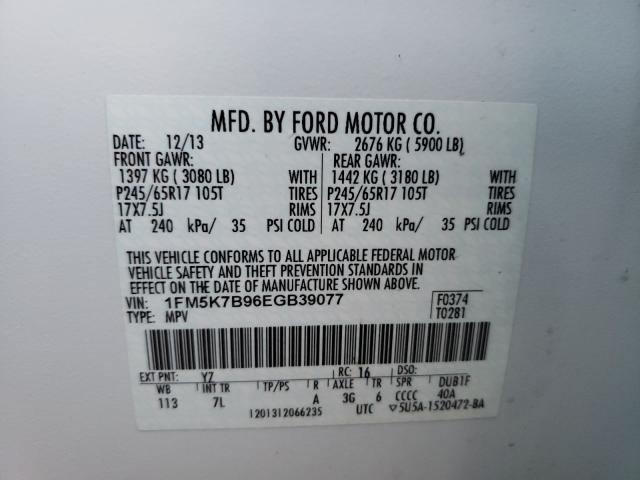 MFD. BY FORD MOTOR CO.
DATE: 12/13 GVWR: 2676 KG ( 5900 LB)
FRONT GAWR: REAR GAWR:
1397 KG ( 3080 LB) WITH 1442 KG ( 3180 LB) WITH
P245/65R17 105T TIRES P245/65R17 105T TIRES
17X7.5J RIMS 17X7.5J RIMS
AT 240 kPa/ 35 PSI COLD AT 240 kPa/ 35 PSI COLD
THIS VEHICLE CONFORMS TO ALL APPLICABLE FEDERAL MOTOR
VEHICLE SAFETY AND THEFT PREVENTION STANDARDS IN
EFFECT ON THE DATE OF MANUFACTURE SHOWN ABOVE.
VIN: 1FM5K7B96EGB39077 F0374
TYPE: MPV T0281
EXT PNT: YZ RC: 16 DSO:
WB INT TR TP/PS R AXLE TR SPR DUB1F
113 7L A 3G 6 CCCC 40A
1201312066235 UTC ▽5U5A-1520472-BA